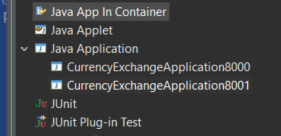 Java App In Container
Java Applet
Java Application
CurrencyExchangeApplication8000
CurrencyExchangeApplication8001
JUnit
JUnit Plug-in Test